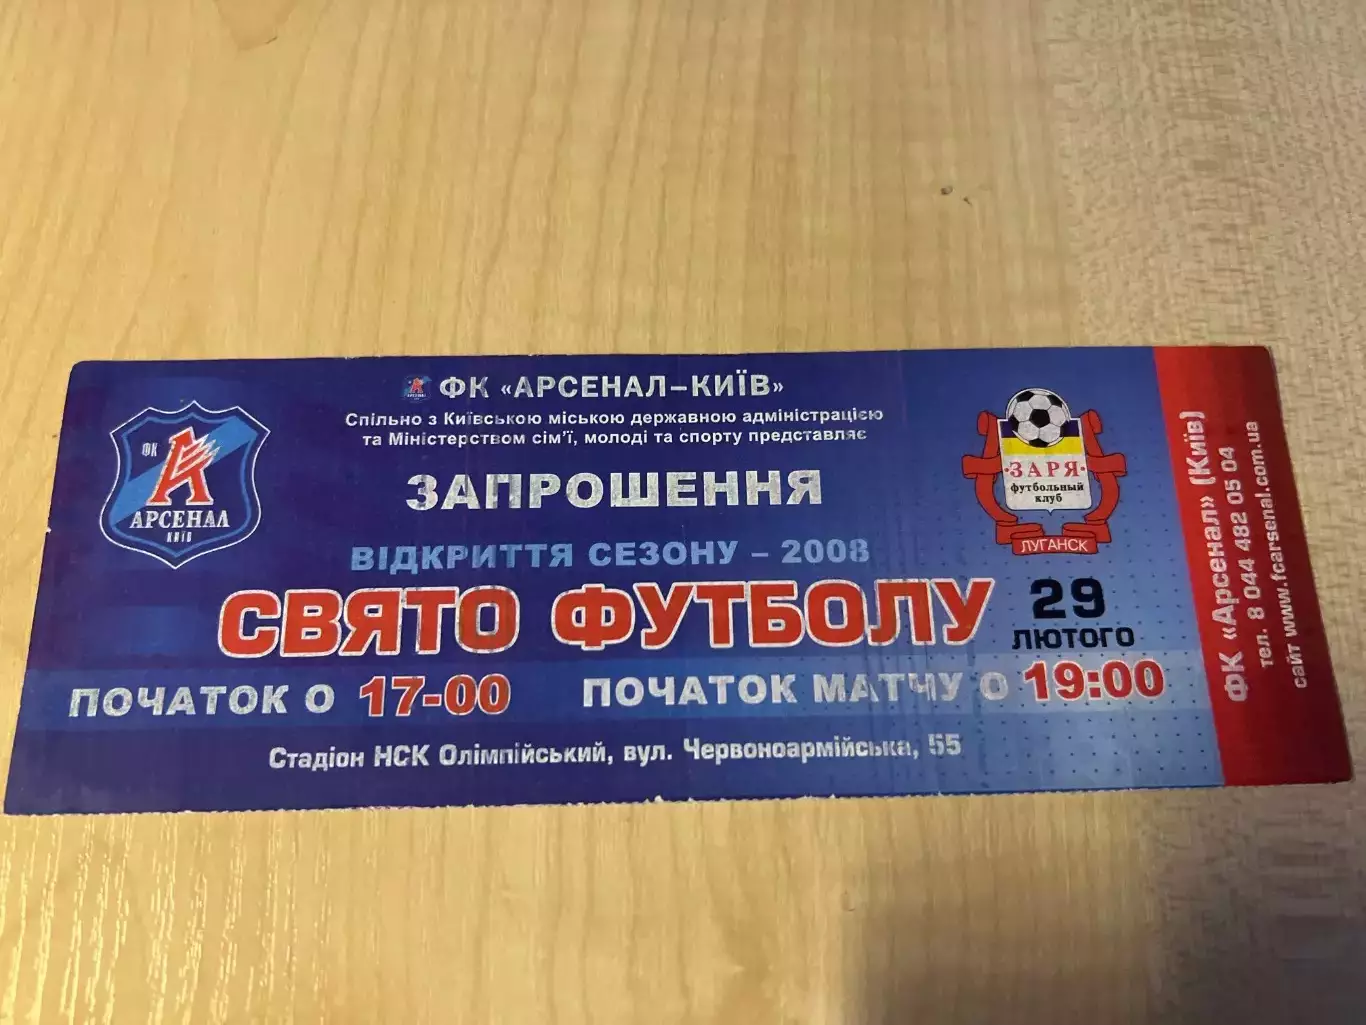 ФК «АРСЕНАЛ-КИЇВ»
Спільно з Київською міською державною адміністрацією
та Міністерством сім'ї, молоді та спорту представляє
ЗАПРОШЕННЯ
ВІДКРИТТЯ СЕЗОНУ – 2008
СВЯТО ФУТБОЛУ
29
ЛЮТОГО
ПОЧАТОК О 17-00
ПОЧАТОК МАТЧУ О 19:00
Стадіон НСК Олімпійський, вул. Червоноармійська, 55
ФК
АРСЕНАЛ
КИЇВ
ЗАРЯ
футбольный
клуб
ЛУГАНСК
ФК «Арсенал» (Київ)
тел. 8 044 482 05 04
сайт www.fcarsenal.com.ua